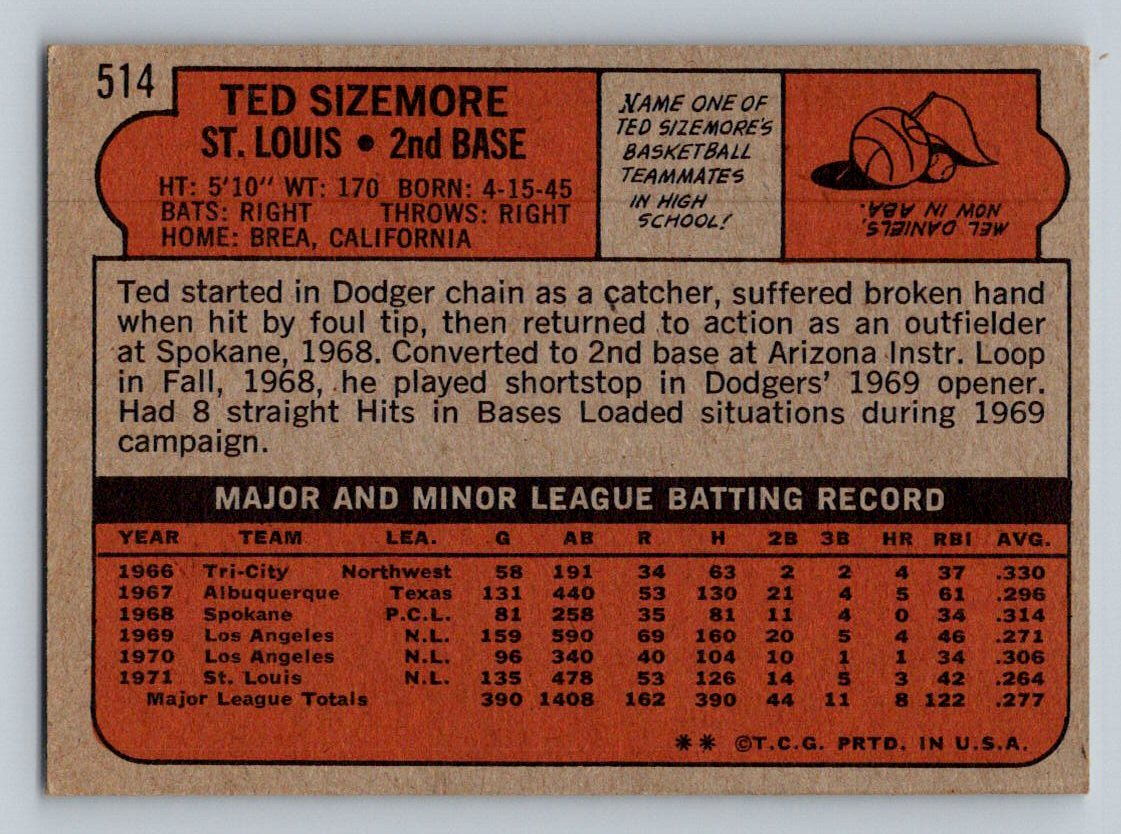 514
TED SIZEMORE
ST. LOUIS • 2nd BASE
HT: 5'10" WT: 170 BORN: 4-15-45
BATS: RIGHT THROWS: RIGHT
HOME: BREA, CALIFORNIA
NAME ONE OF
TED SIZEMORE'S
BASKETBALL
TEAMMATES
IN HIGH
SCHOOL!
MEL DANIELS,
NOW IN ABA.
Ted started in Dodger chain as a catcher, suffered broken hand
when hit by foul tip, then returned to action as an outfielder
at Spokane, 1968. Converted to 2nd base at Arizona Instr. Loop
in Fall, 1968, he played shortstop in Dodgers' 1969 opener.
Had 8 straight Hits in Bases Loaded situations during 1969
campaign.
MAJOR AND MINOR LEAGUE BATTING RECORD
YEAR TEAM LEA. G AB R H 2B 3B HR RBI AVG.
1966 Tri-City Northwest 58 191 34 63 2 2 4 37 .330
1967 Albuquerque Texas 131 440 53 130 21 4 5 61 .296
1968 Spokane P.C.L. 81 258 35 81 11 4 0 34 .314
1969 Los Angeles N.L. 159 590 69 160 20 5 4 46 .271
1970 Los Angeles N.L. 96 340 40 104 10 1 1 34 .306
1971 St. Louis N.L. 135 478 53 126 14 5 3 42 .264
Major League Totals 390 1408 162 390 44 11 8 122 .277
** ©T.C.G. PRTD. IN U.S.A.